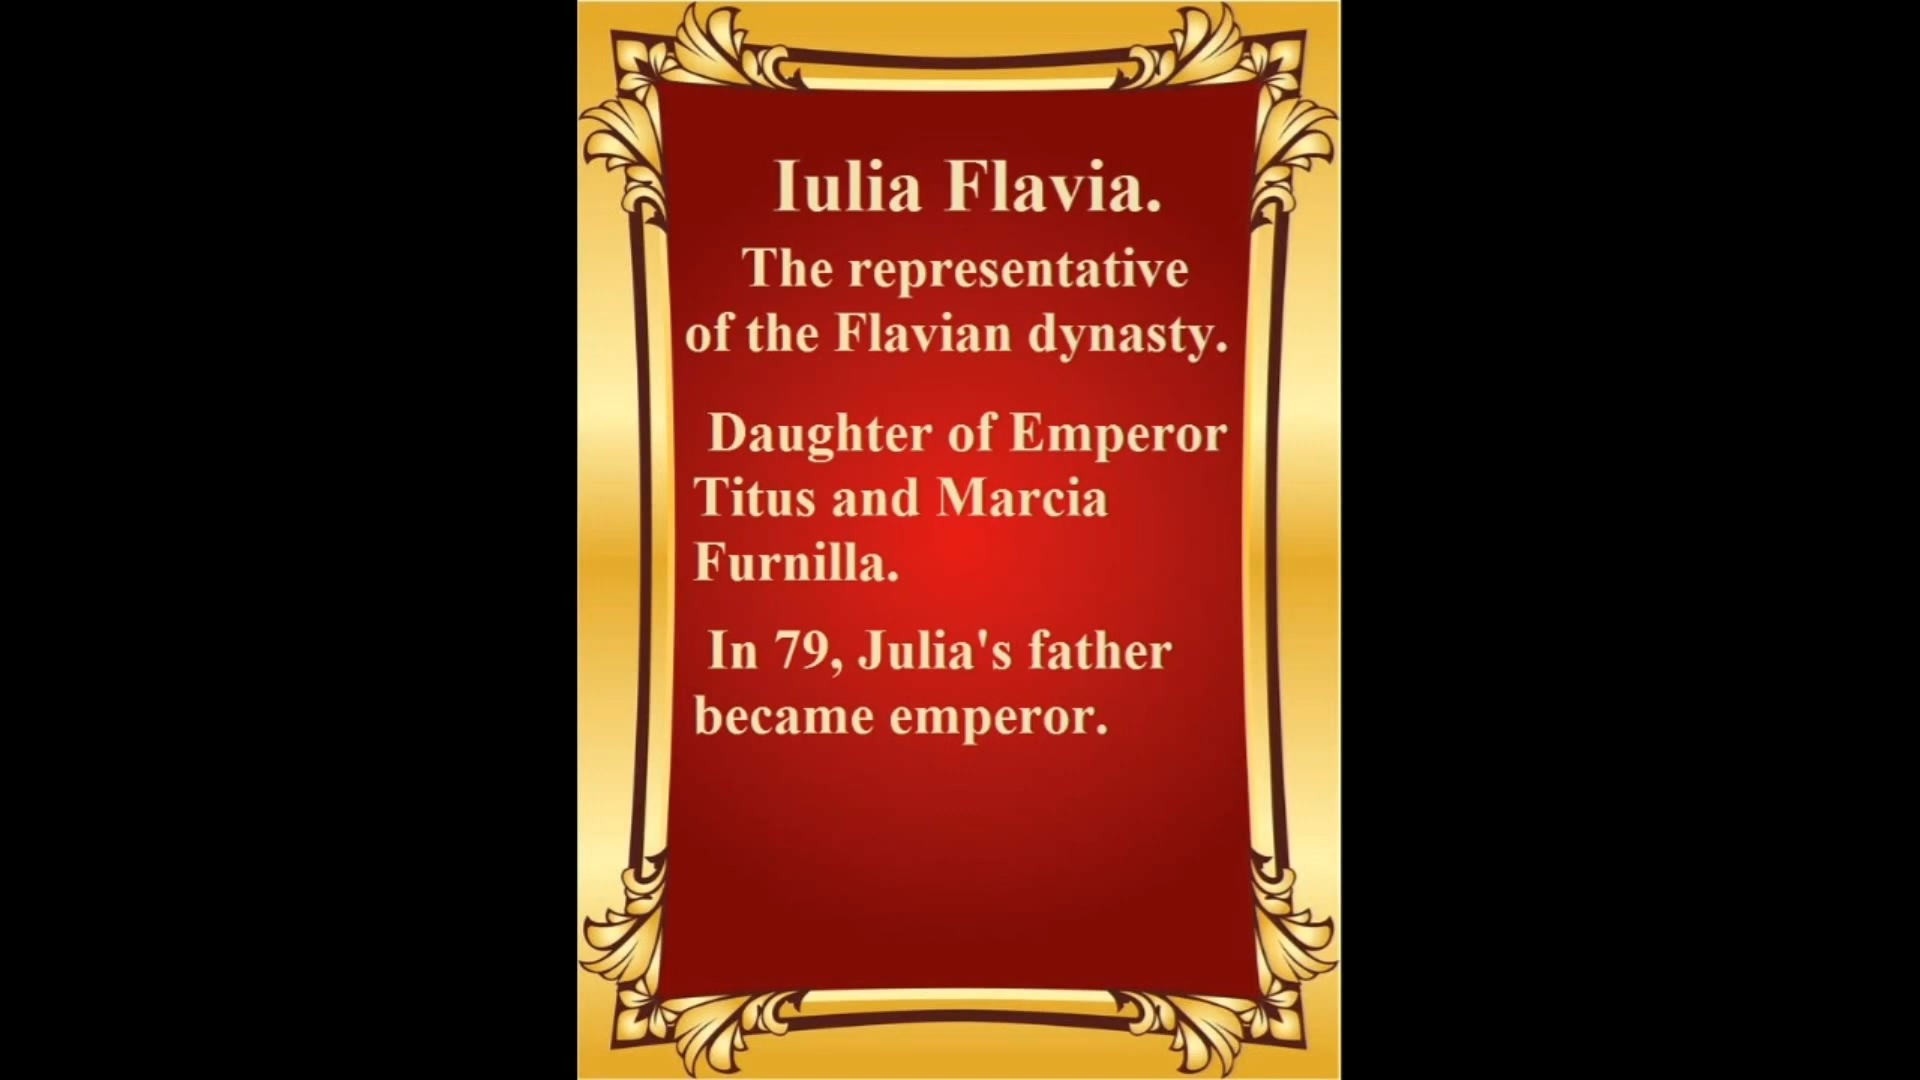 Iulia Flavia.
The representative
of the Flavian dynasty.
Daughter of Emperor
Titus and Marcia
Furnilla.
In 79, Julia's father
became emperor.